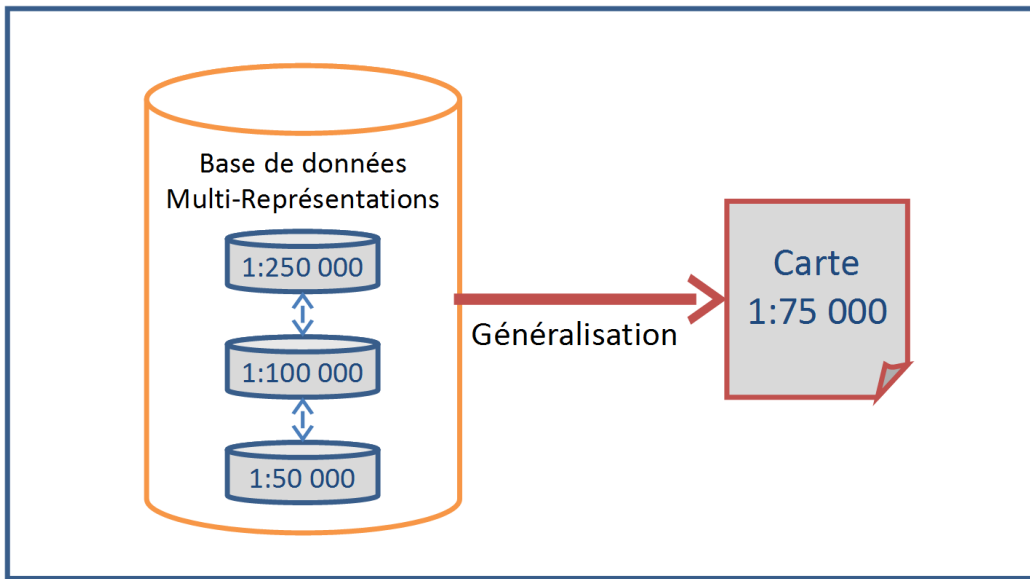 Base de données
Multi-Représentations
1:250 000
1:100 000
1:50 000
Généralisation
Carte
1:75 000